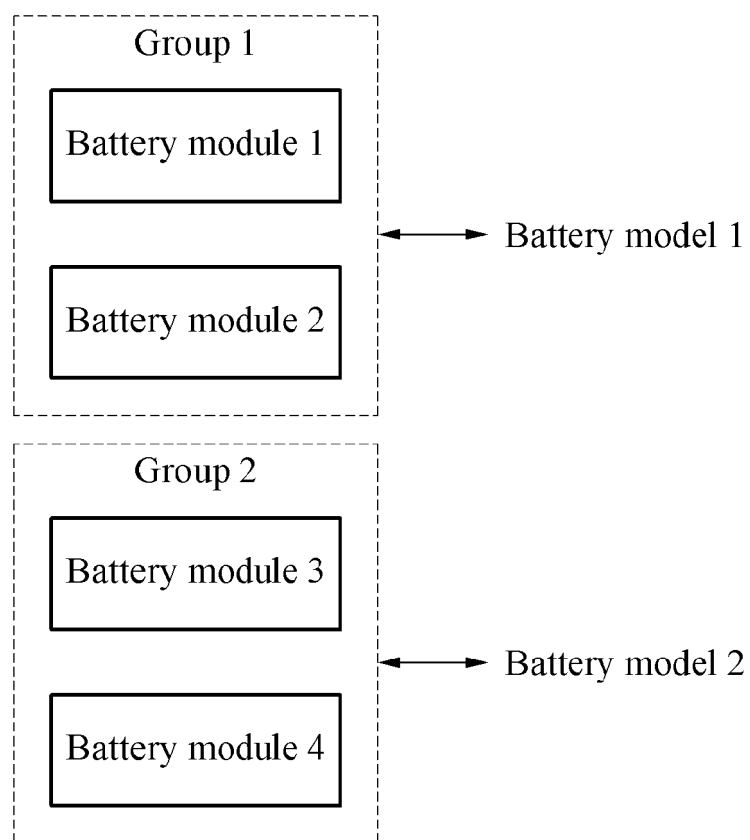 Group 1
Battery module 1
Battery model 1
Battery module 2
Group 2
Battery module 3
Battery model 2
Battery module 4